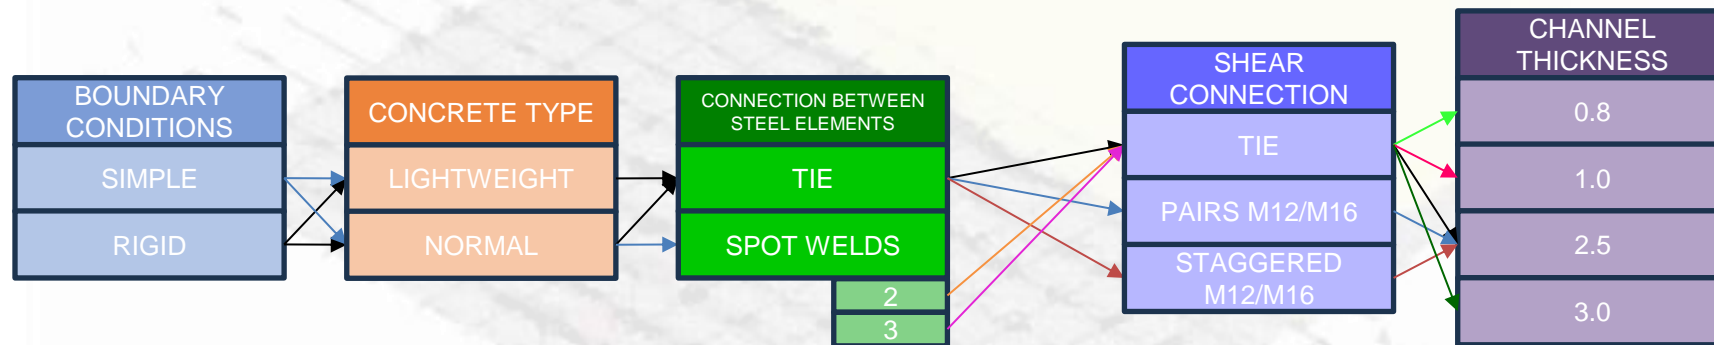 BOUNDARY
CONDITIONS
SIMPLE
RIGID
CONCRETE TYPE
LIGHTWEIGHT
NORMAL
CONNECTION BETWEEN
STEEL ELEMENTS
TIE
SPOT WELDS
2
3
SHEAR
CONNECTION
TIE
PAIRS M12/M16
STAGGERED
M12/M16
CHANNEL
THICKNESS
0.8
1.0
2.5
3.0